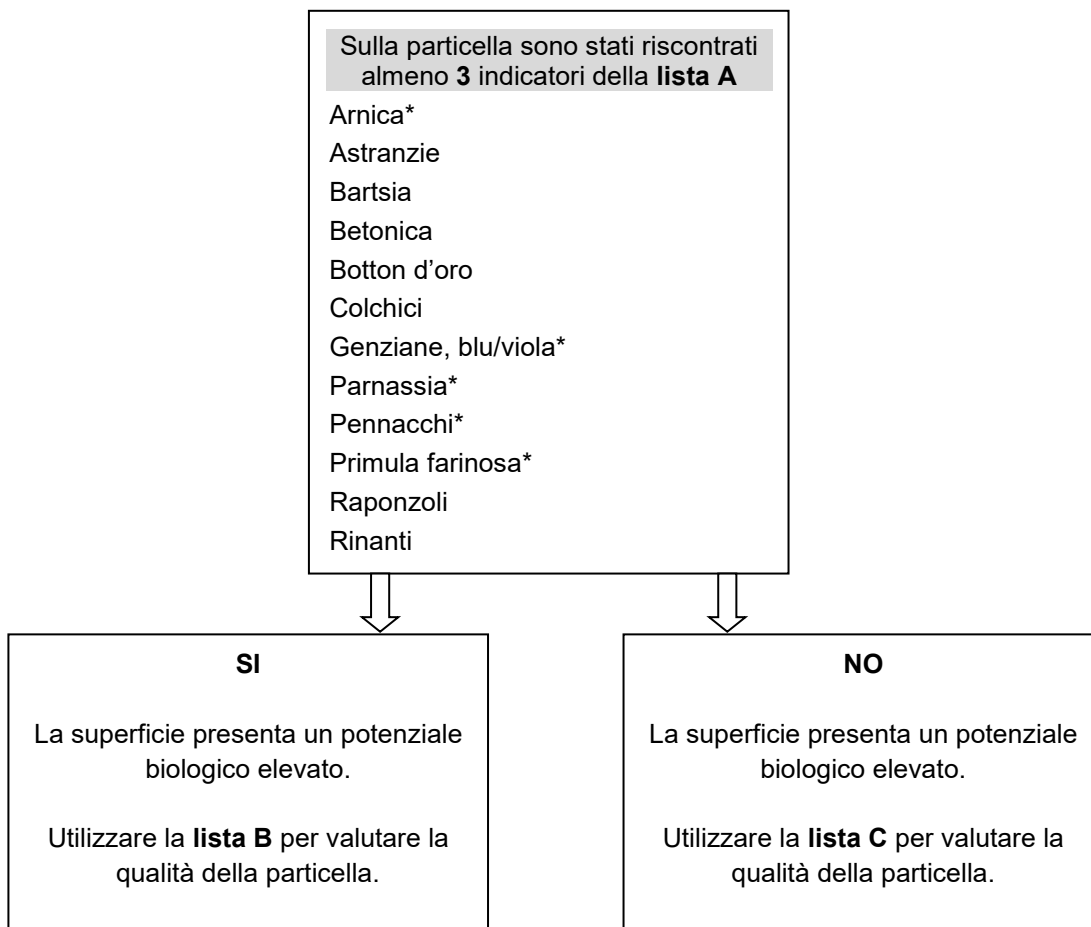 Sulla particella sono stati riscontrati
almeno 3 indicatori della lista A
Arnica*
Astranzie
Bartsia
Betonica
Botton d’oro
Colchici
Genziane, blu/viola*
Parnassia*
Pennacchi*
Primula farinosa*
Raponzoli
Rinanti
SI
La superficie presenta un potenziale
biologico elevato.
Utilizzare la lista B per valutare la
qualità della particella.
NO
La superficie presenta un potenziale
biologico elevato.
Utilizzare la lista C per valutare la
qualità della particella.